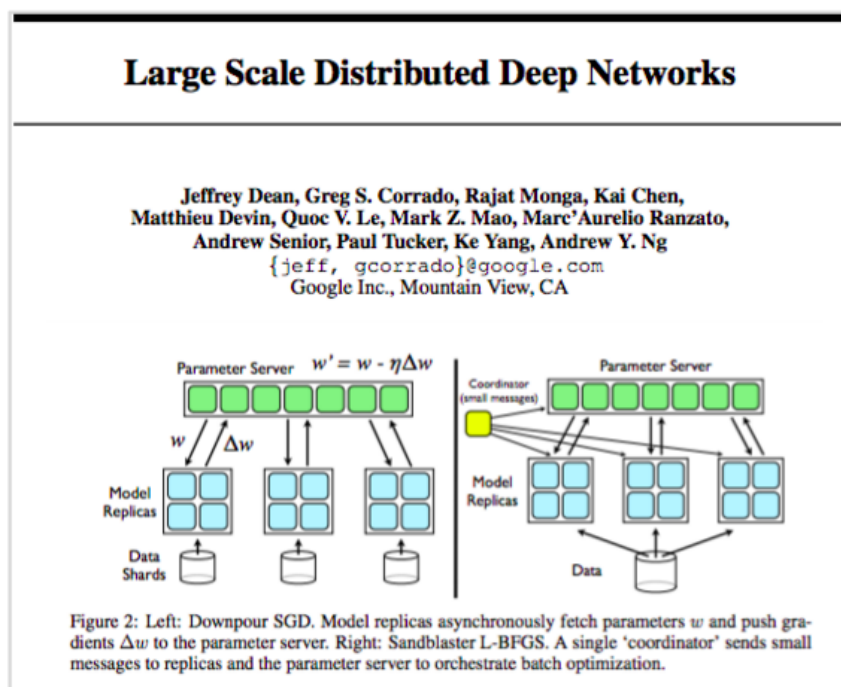 Large Scale Distributed Deep Networks
Jeffrey Dean, Greg S. Corrado, Rajat Monga, Kai Chen,
Matthieu Devin, Quoc V. Le, Mark Z. Mao, Marc'Aurelio Ranzato,
Andrew Senior, Paul Tucker, Ke Yang, Andrew Y. Ng
{jeff, gcorrado}@google.com
Google Inc., Mountain View, CA
Parameter Server w' = w - ηΔw
w Δw
Model
Replicas
Data
Shards
Parameter Server
Coordinator
(small messages)
Model
Replicas
Data
Figure 2: Left: Downpour SGD. Model replicas asynchronously fetch parameters w and push gra-
dients Δw to the parameter server. Right: Sandblaster L-BFGS. A single ‘coordinator’ sends small
messages to replicas and the parameter server to orchestrate batch optimization.